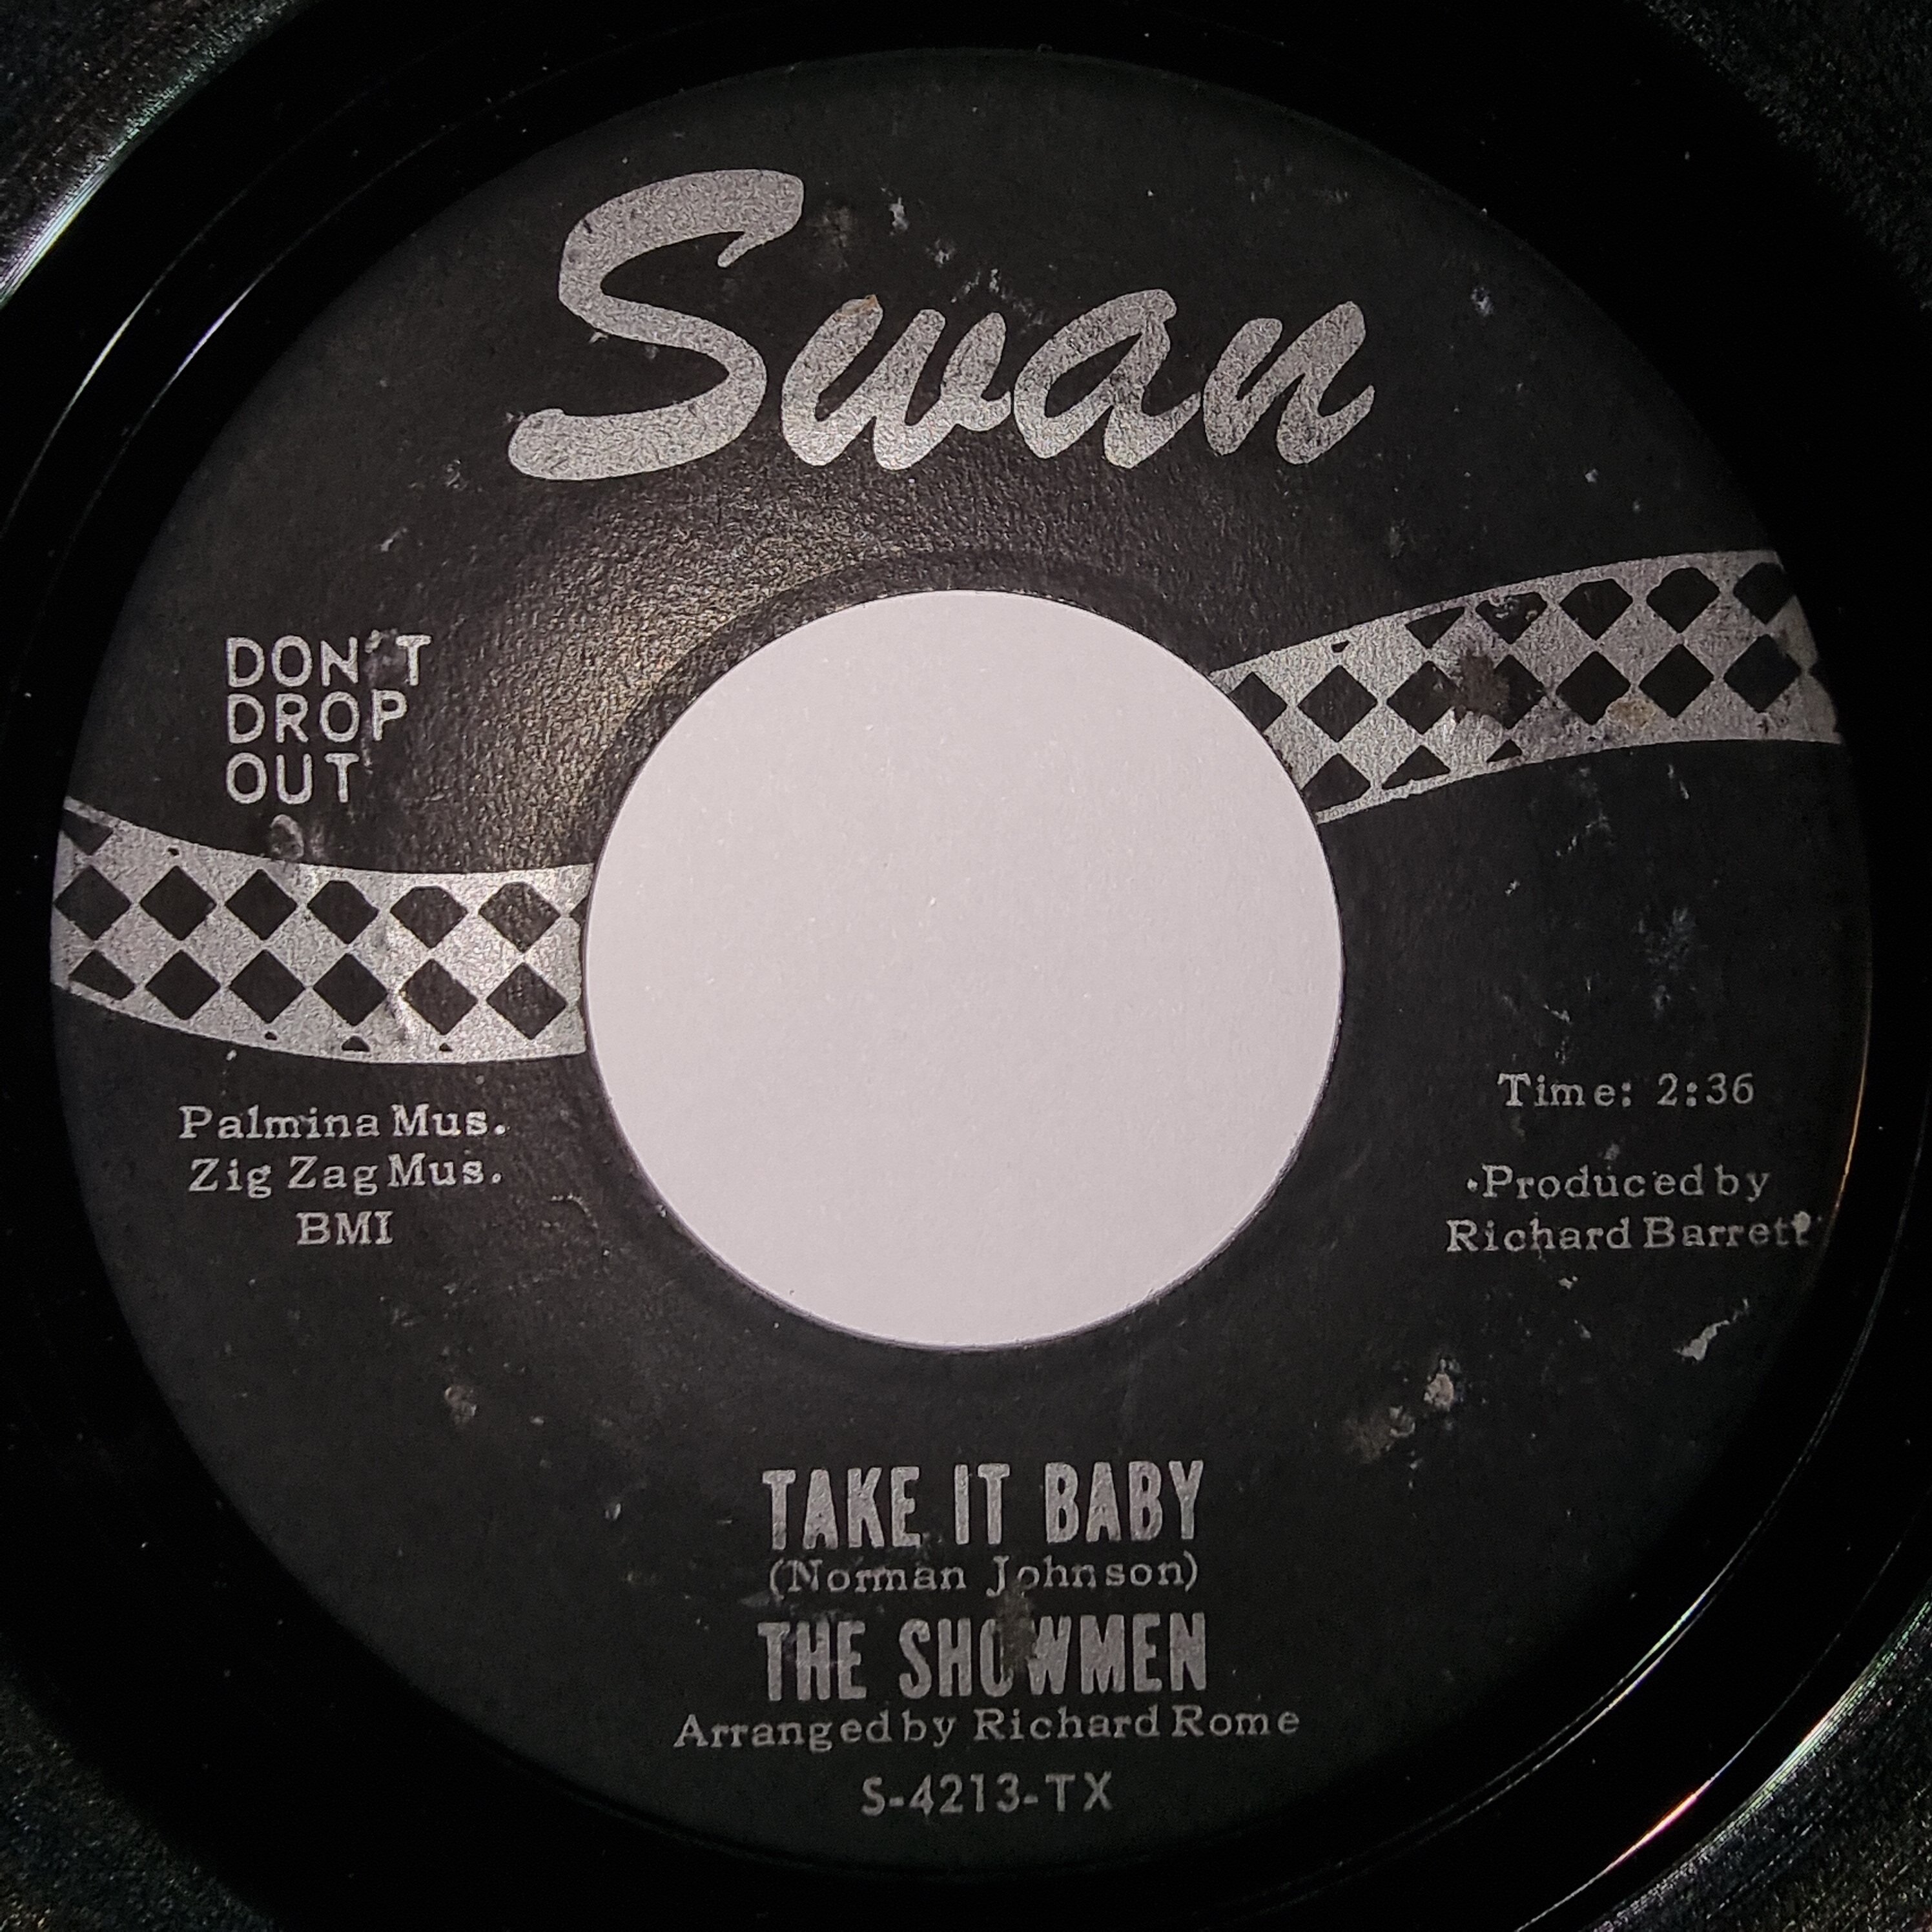 Swan
DON'T
DROP
OUT
Palmina Mus.
Zig Zag Mus.
BMI
Time: 2:36
Produced by
Richard Barrett
TAKE IT BABY
(Norman Johnson)
THE SHOWMEN
Arranged by Richard Rome
S-4213-TX